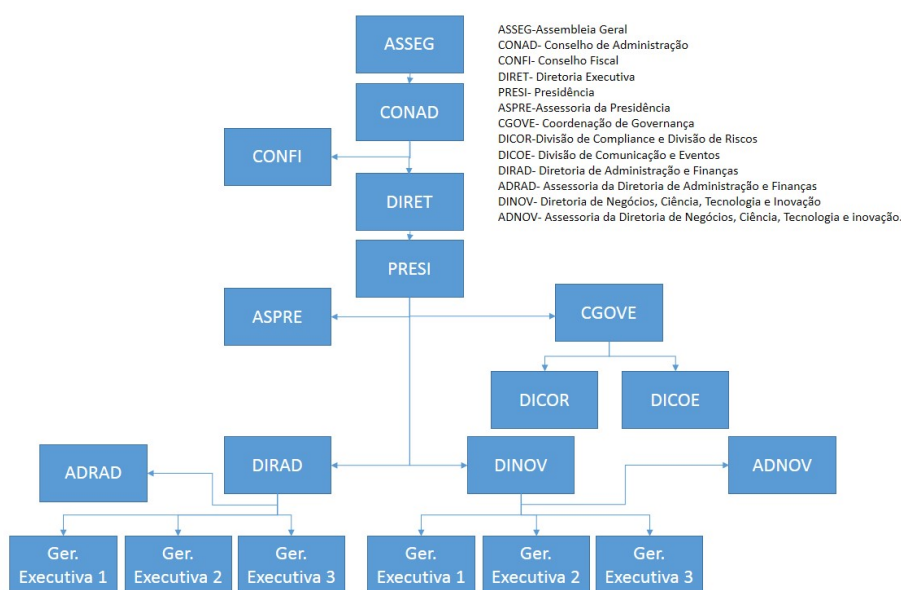 ASSEG
CONAD
CONFI
DIRET
PRESI
ASPRE
CGOVE
DICOR
DICOE
ADRAD
DIRAD
DINOV
ADNOV
Ger.
Executiva 1
Ger.
Executiva 2
Ger.
Executiva 3
Ger.
Executiva 1
Ger.
Executiva 2
Ger.
Executiva 3
ASSEG-Assembleia Geral
CONAD- Conselho de Administração
CONFI- Conselho Fiscal
DIRET- Diretoria Executiva
PRESI- Presidência
ASPRE-Assessoria da Presidência
CGOVE- Coordenação de Governança
DICOR-Divisão de Compliance e Divisão de Riscos
DICOE- Divisão de Comunicação e Eventos
DIRAD- Diretoria de Administração e Finanças
ADRAD- Assessoria da Diretoria de Administração e Finanças
DINOV- Diretoria de Negócios, Ciência, Tecnologia e Inovação
ADNOV- Assessoria da Diretoria de Negócios, Ciência, Tecnologia e inovação.